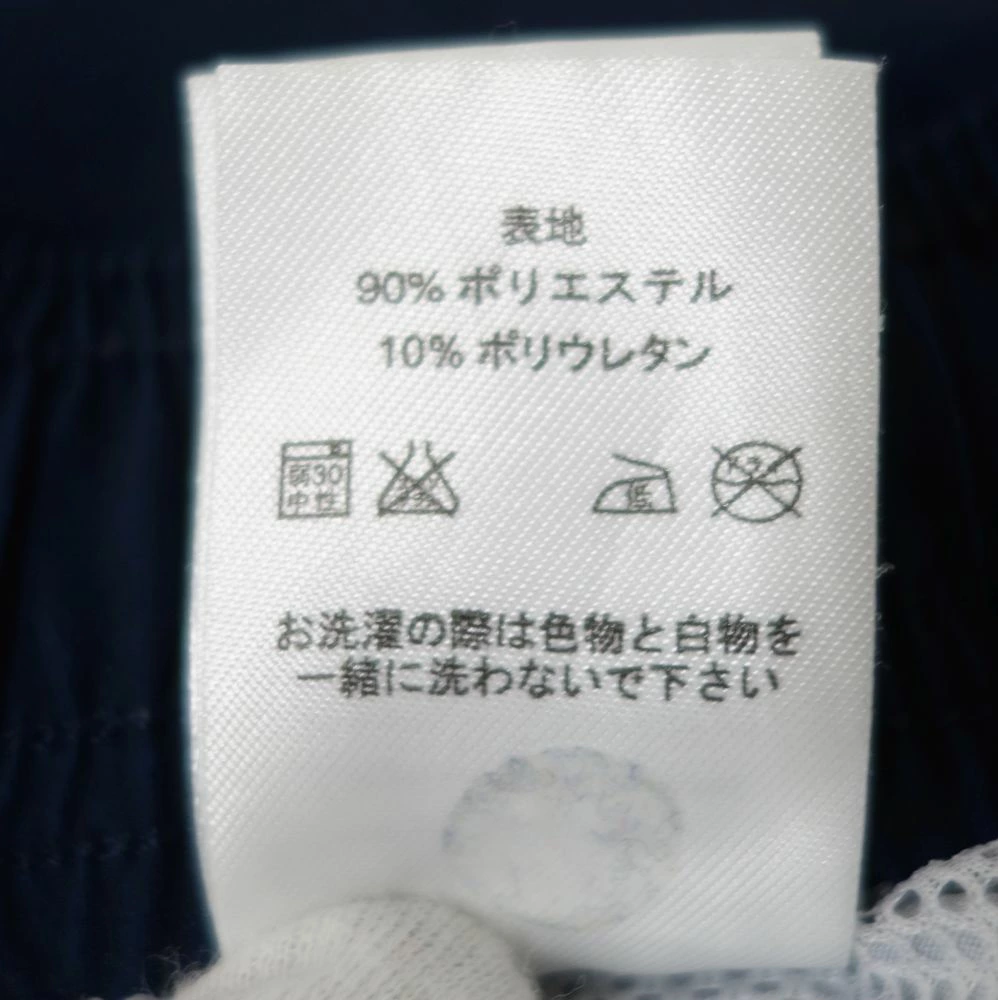 表地
90% ポリエステル
10% ポリウレタン
弱30
中性
低
お洗濯の際は色物と白物を
一緒に洗わないで下さい